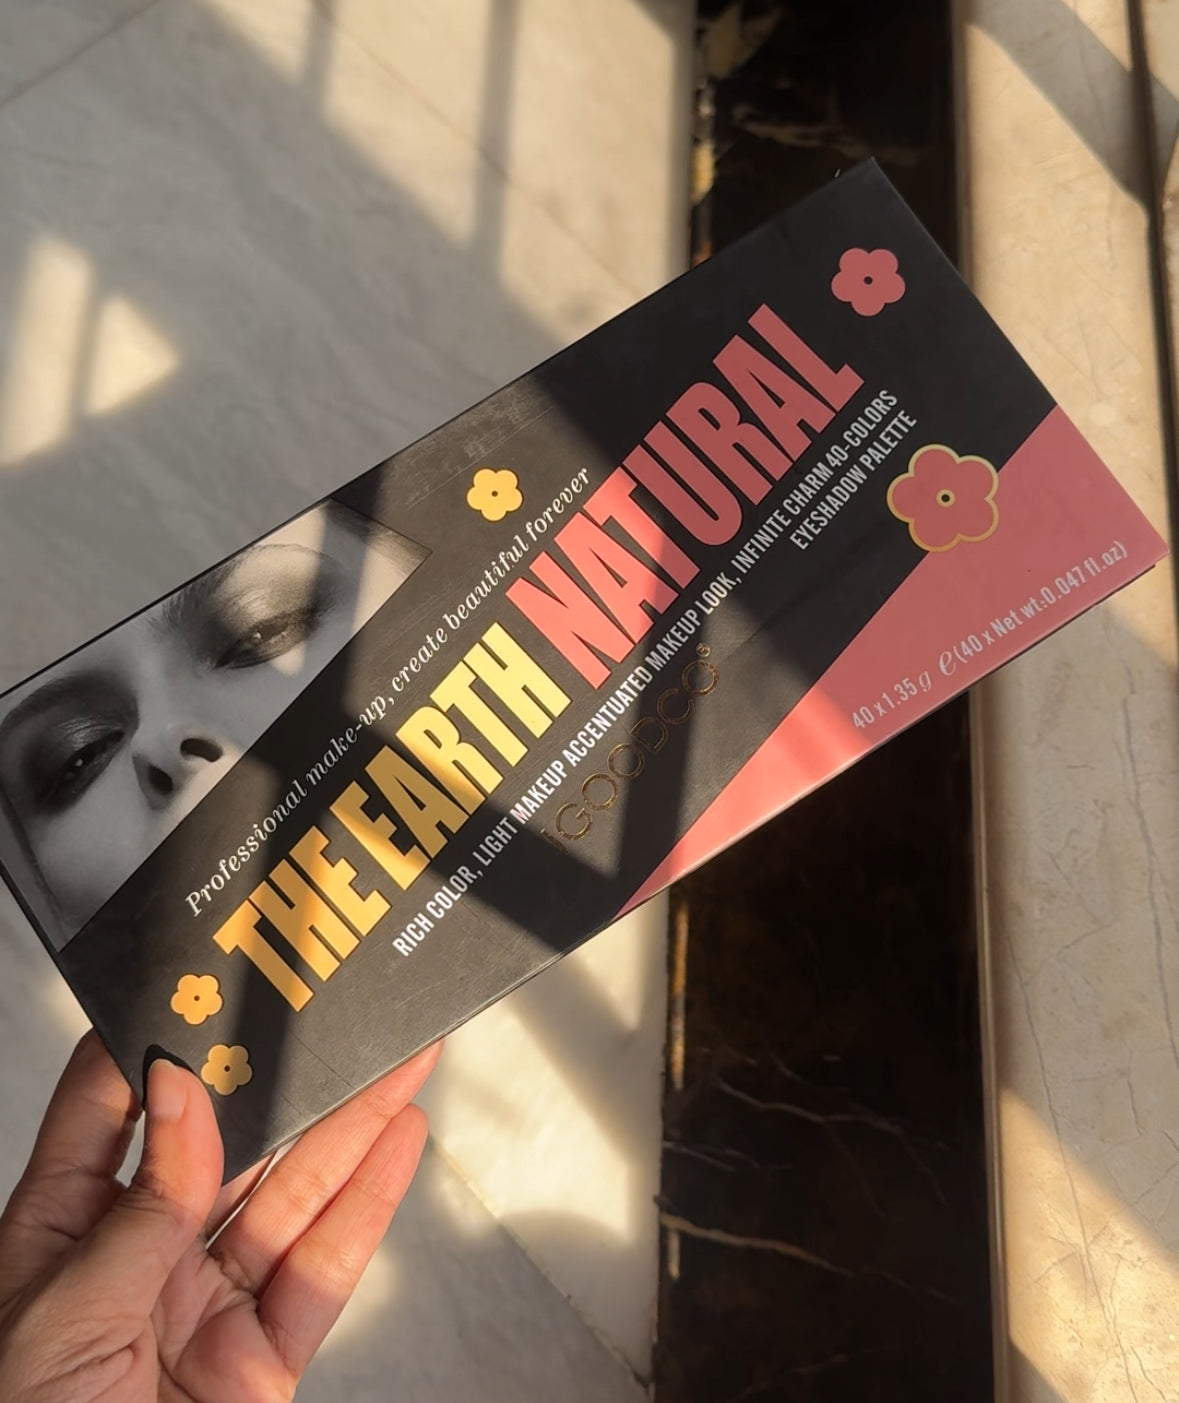 Professional make-up, create beautiful forever
THE EARTH NATURAL
RICH COLOR, LIGHT MAKEUP ACCENTUATED MAKEUP LOOK, INFINITE CHARM 40-COLORS
EYESHADOW PALETTE
IGOODCO®
40 x 1.35 g e (40 x Net wt.:0.047 fl.oz)